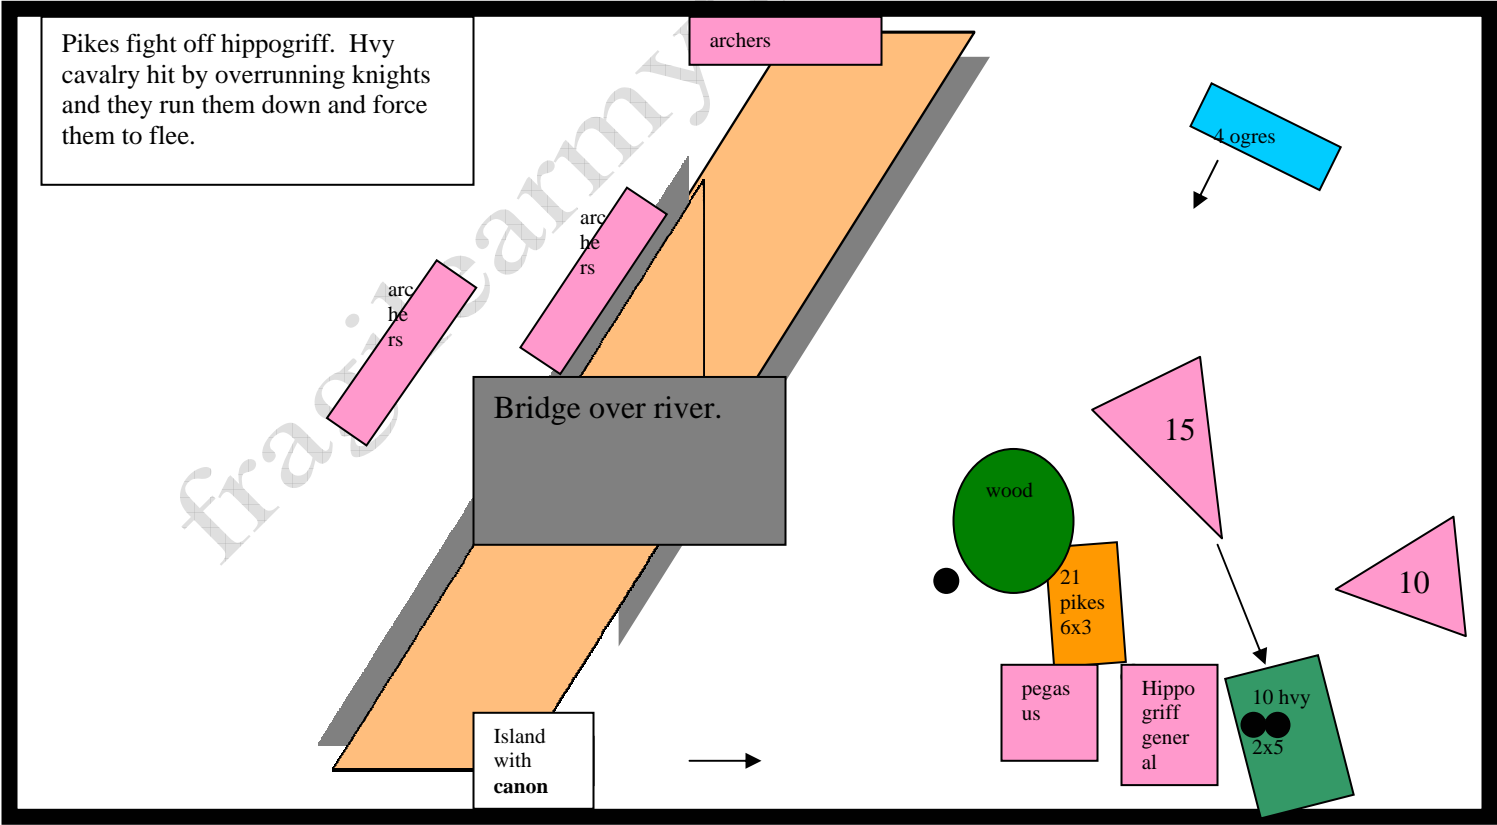 Pikes fight off hippogriff.  Hvy
cavalry hit by overrunning knights
and they run them down and force
them to flee.
archers
4 ogres
arc
he
rs
arc
he
rs
fragilearmy
Bridge over river.
15
wood
10
21
pikes
6x3
pegas
us
Hippo
griff
gener
al
10 hvy
2x5
Island
with
canon